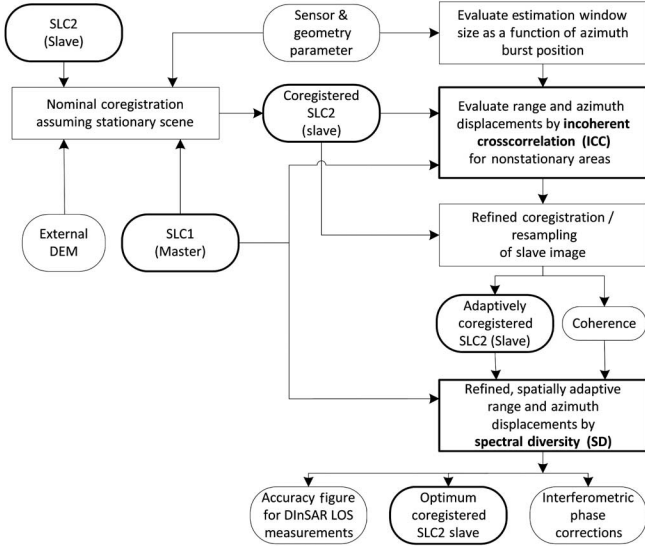 SLC2
(Slave)
Sensor &
geometry
parameter
Evaluate estimation window
size as a function of azimuth
burst position
Nominal coregistration
assuming stationary scene
Coregistered
SLC2
(slave)
Evaluate range and azimuth
displacements by incoherent
crosscorrelation (ICC)
for nonstationary areas
External
DEM
SLC1
(Master)
Refined coregistration /
resampling
of slave image
Adaptively
coregistered
SLC2 (Slave)
Coherence
Refined, spatially adaptive
range and azimuth
displacements by
spectral diversity (SD)
Accuracy figure
for DInSAR LOS
measurements
Optimum
coregistered
SLC2 slave
Interferometric
phase
corrections